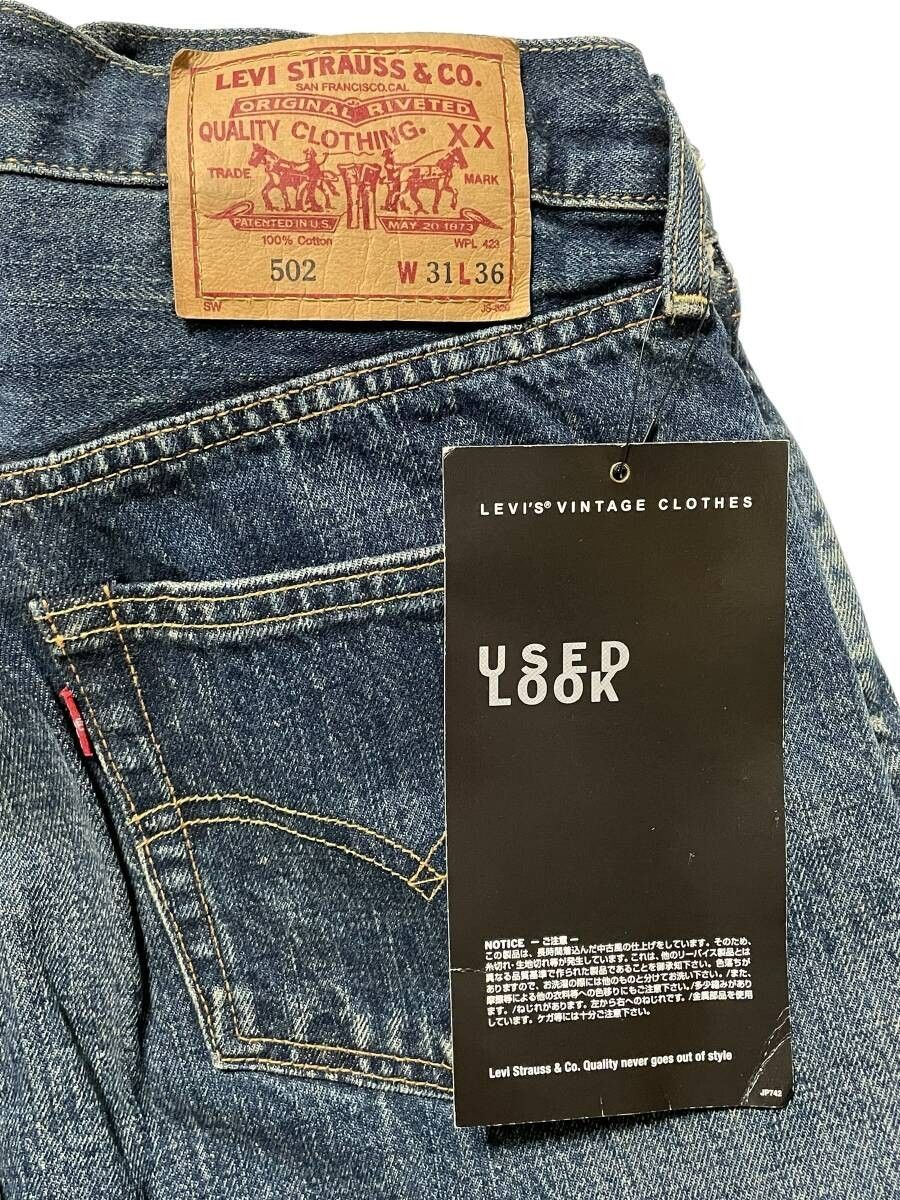 LEVI STRAUSS & CO.
SAN FRANCISCO, CAL
ORIGINAL RIVETED
QUALITY CLOTHING. XX
TRADE MARK
PATENTED IN U.S. MAY 20 1873
100% Cotton WPL 423
502 W 31 L 36
SW
LEVI'S® VINTAGE CLOTHES
USED
LOOK
NOTICE ー ご注意 ー
この製品は、長時間着込んだ中古風の仕上げをしています。そのため、
糸切れ・生地切れ等が発生しています。これは、他のリーバイス製品とは
異なる品質基準で作られた製品であることを御承知下さい。色落ちが
ありますので、お洗濯の際には他のものと分けてお洗い下さい。/また、
摩擦等による他の衣料等への色移りにもご注意下さい。/多少縮みがあり
ます。/ねじれがあります。左から右へのねじれです。/金属部品を使用
しています。ケガ等には十分ご注意下さい。
Levi Strauss & Co. Quality never goes out of style
JP742